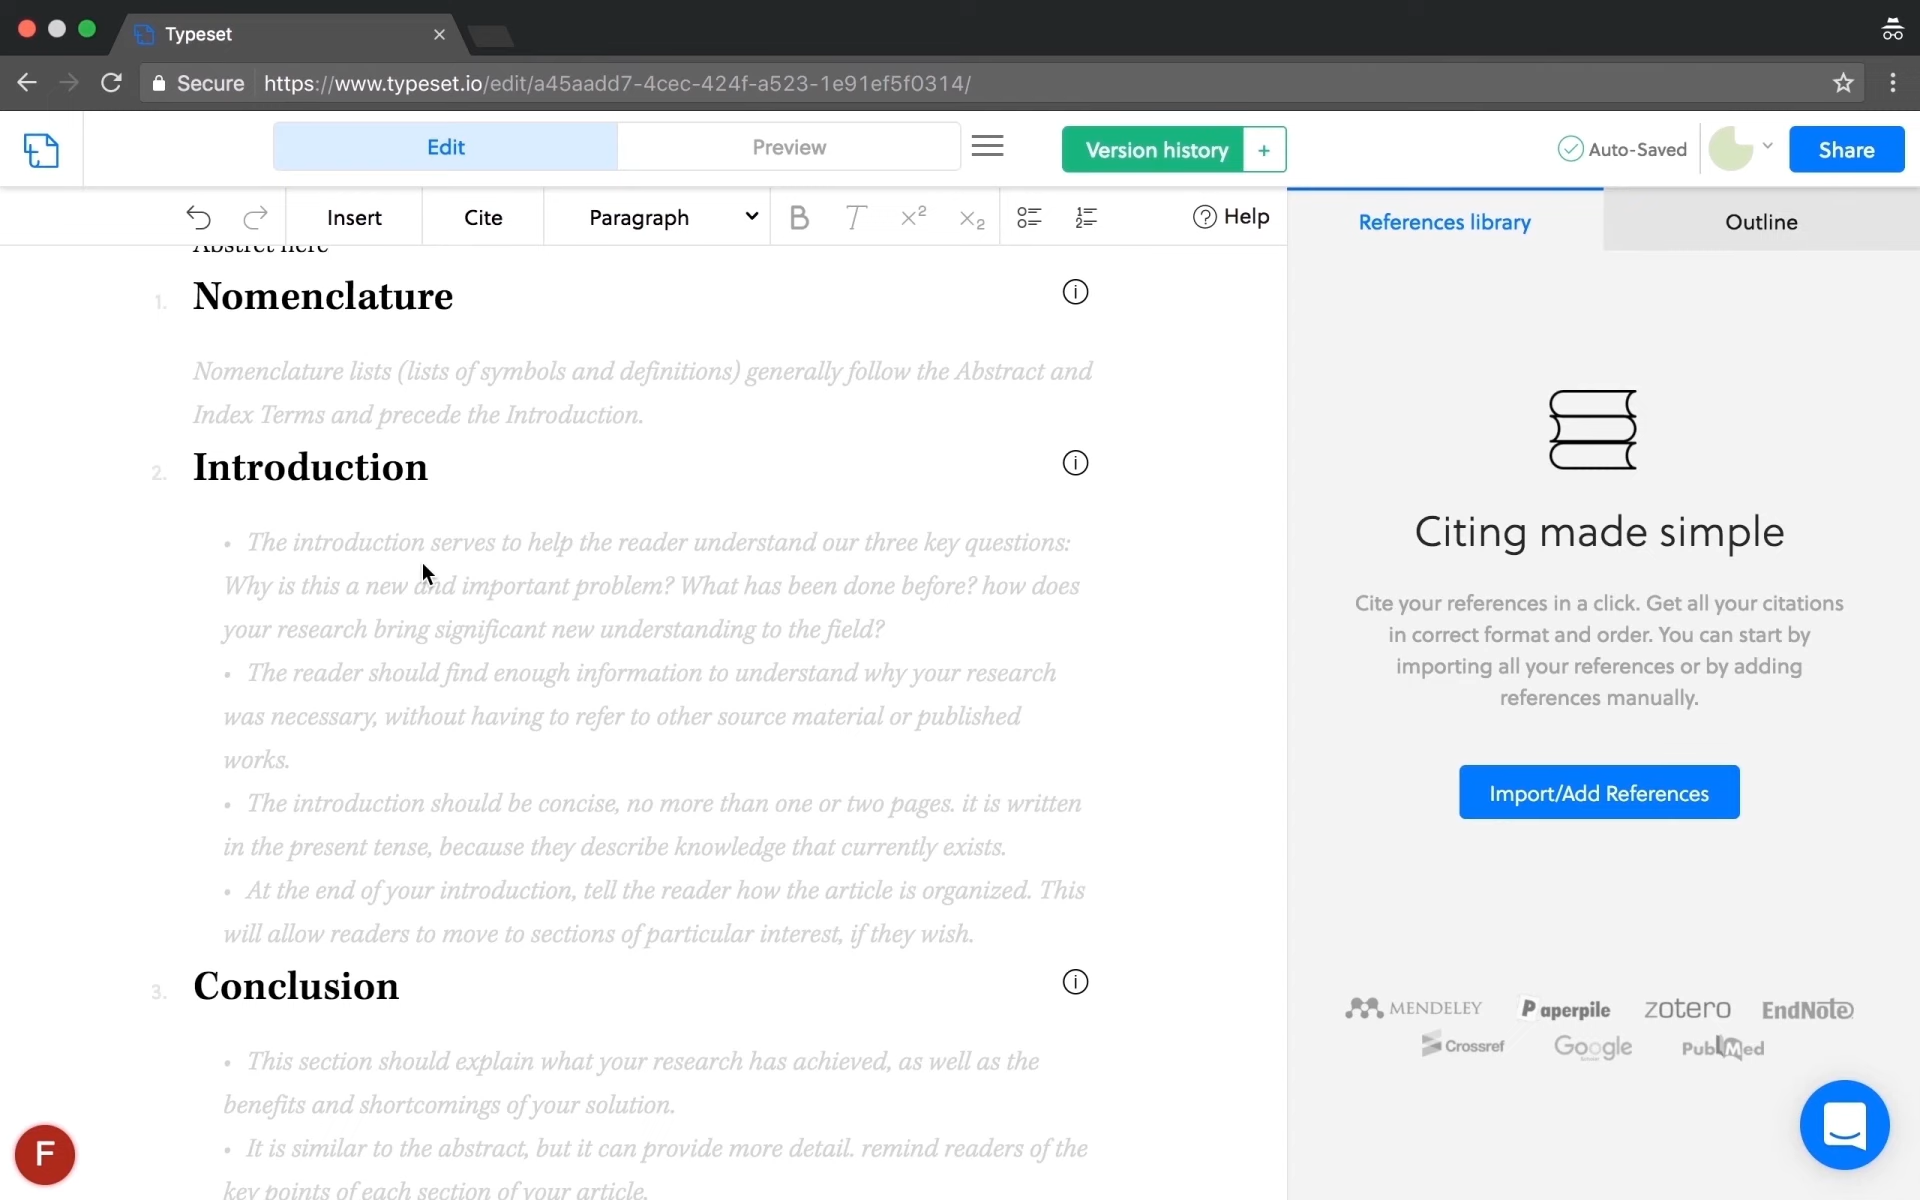 Typeset
Secure https://www.typeset.io/edit/a45aadd7-4cec-424f-a523-1e91ef5f0314/
Edit
Preview
Version history +
Auto-Saved
Share
Insert
Cite
Paragraph
B T x² x₂
Help
References library
Outline
Abstrct here
1. Nomenclature
Nomenclature lists (lists of symbols and definitions) generally follow the Abstract and
Index Terms and precede the Introduction.
2. Introduction
• The introduction serves to help the reader understand our three key questions:
Why is this a new and important problem? What has been done before? how does
your research bring significant new understanding to the field?
• The reader should find enough information to understand why your research
was necessary, without having to refer to other source material or published
works.
• The introduction should be concise, no more than one or two pages. it is written
in the present tense, because they describe knowledge that currently exists.
• At the end of your introduction, tell the reader how the article is organized. This
will allow readers to move to sections of particular interest, if they wish.
3. Conclusion
• This section should explain what your research has achieved, as well as the
benefits and shortcomings of your solution.
• It is similar to the abstract, but it can provide more detail. remind readers of the
key points of each section of your article.
Citing made simple
Cite your references in a click. Get all your citations
in correct format and order. You can start by
importing all your references or by adding
references manually.
Import/Add References
MENDELEY Paperpile zotero EndNote
Crossref Google PubMed
F